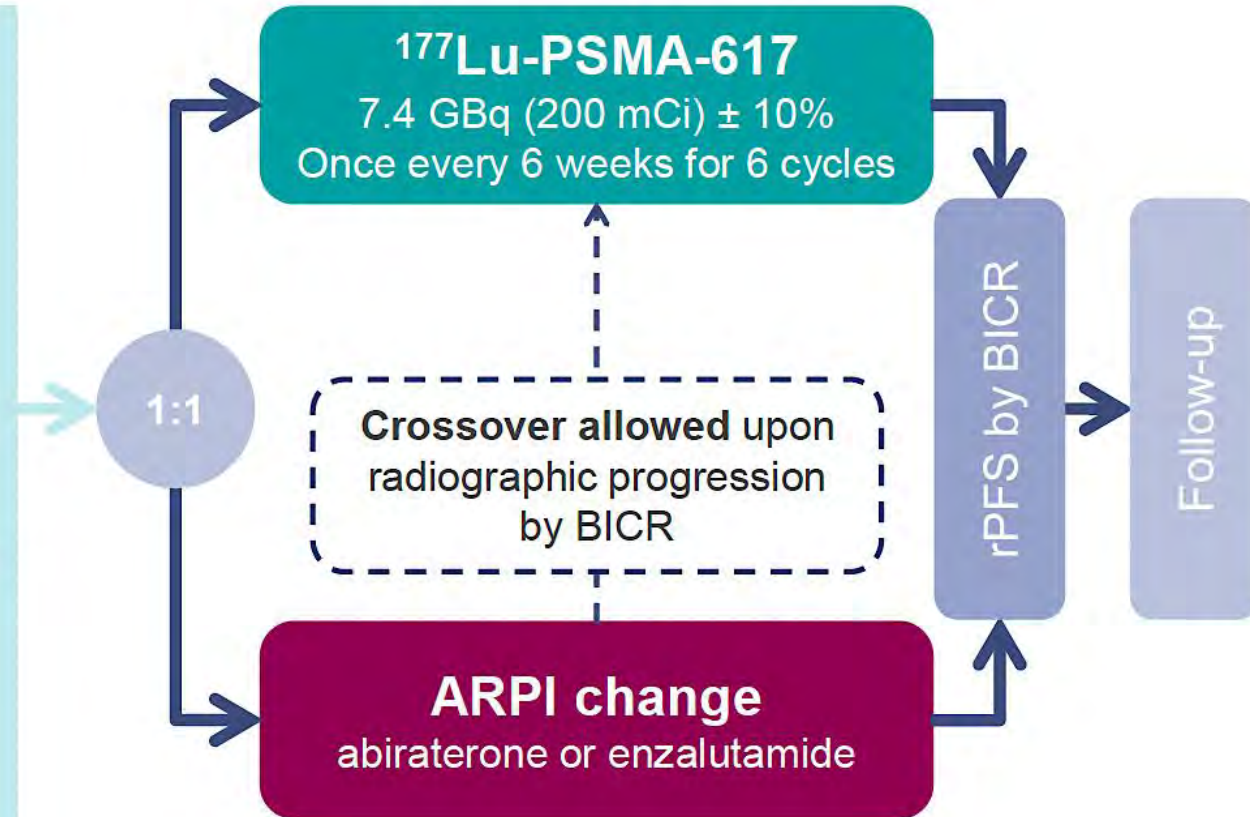 ¹⁷⁷Lu-PSMA-617
7.4 GBq (200 mCi) ± 10%
Once every 6 weeks for 6 cycles
1:1
Crossover allowed upon
radiographic progression
by BICR
ARPI change
abiraterone or enzalutamide
rPFS by BICR
Follow-up